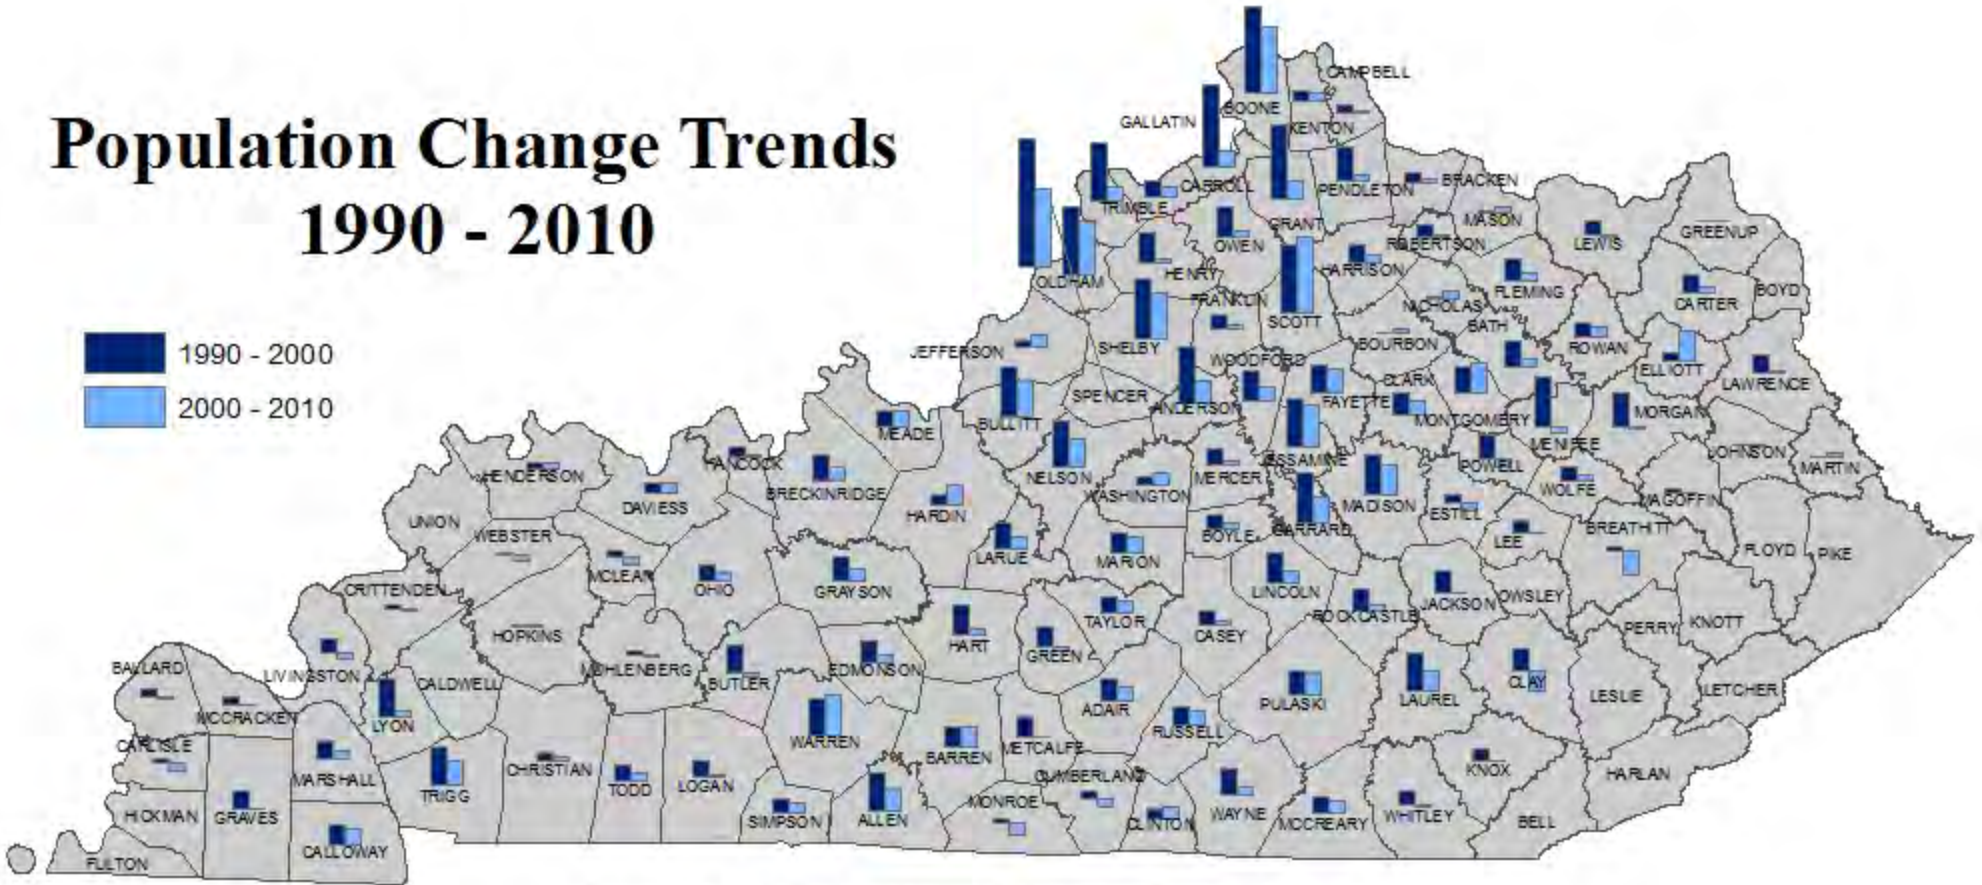 Population Change Trends
1990 - 2010
1990 - 2000
2000 - 2010
CAMPBELL
BOONE
GALLATIN
KENTON
CARROLL
PENDLETON
BRACKEN
TRIMBLE
GRANT
MASON
OWEN
ROBERTSON
LEWIS
GREENUP
OLDHAM
HENRY
HARRISON
FLEMING
CARTER
BOYD
FRANKLIN
NICHOLAS
SCOTT
BATH
JEFFERSON
SHELBY
WOODFORD
BOURBON
ROWAN
ELLIOTT
LAWRENCE
SPENCER
ANDERSON
FAYETTE
CLARK
MONTGOMERY
MORGAN
MEADE
BULLITT
MENIFEE
JOHNSON
HENDERSON
HANCOCK
BRECKINRIDGE
NELSON
WASHINGTON
MERCER
JESSAMINE
POWELL
WOLFE
MARTIN
DAVIESS
HARDIN
MADISON
ESTILL
MAGOFFIN
UNION
WEBSTER
LARUE
MARION
BOYLE
GARRARD
LEE
BREATHITT
FLOYD
PIKE
CRITTENDEN
MCLEAN
OHIO
GRAYSON
LINCOLN
ROCKCASTLE
JACKSON
OWSLEY
HOPKINS
HART
TAYLOR
CASEY
PERRY
KNOTT
BALLARD
LIVINGSTON
CALDWELL
MUHLENBERG
BUTLER
EDMONSON
GREEN
MCCRACKEN
LYON
WARREN
ADAIR
PULASKI
LAUREL
CLAY
LESLIE
LETCHER
CARLISLE
MARSHALL
TRIGG
CHRISTIAN
TODD
LOGAN
BARREN
METCALFE
RUSSELL
KNOX
HARLAN
HICKMAN
GRAVES
SIMPSON
ALLEN
MONROE
CUMBERLAND
CLINTON
WAYNE
MCCREARY
WHITLEY
BELL
FULTON
CALLOWAY